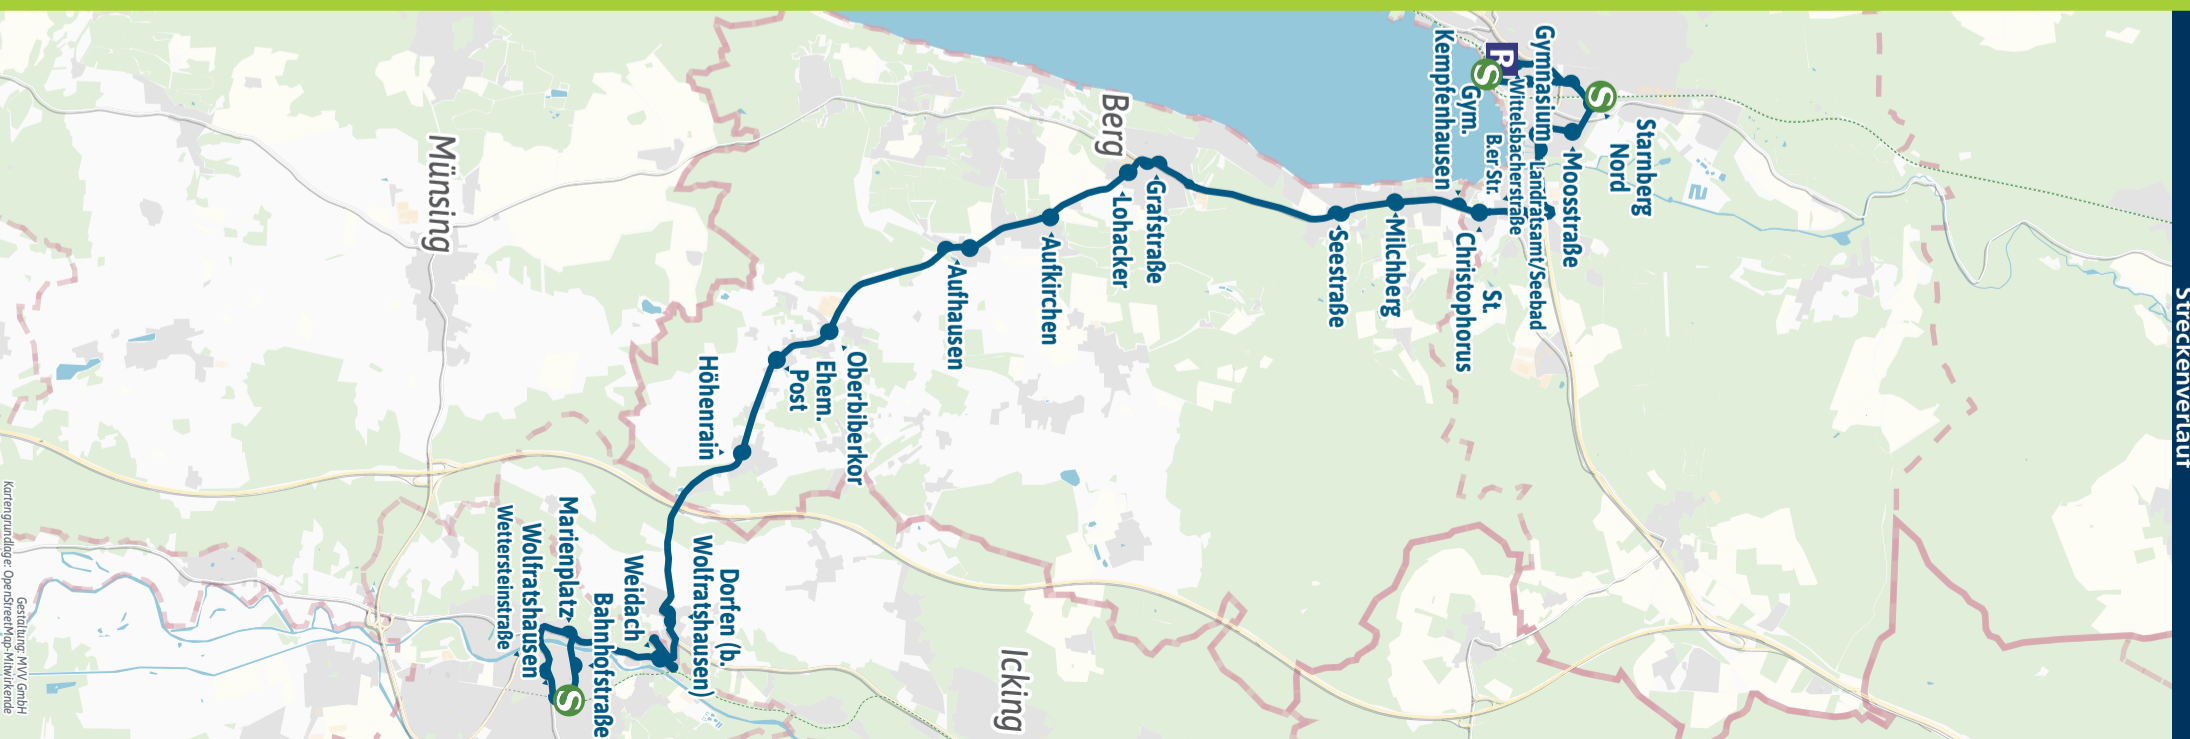 Streckenverlauf
Starnberg
Nord
Moosstraße
Gymnasium
Landratsamt/Seebad
Wittelsbacherstraße
B.er Str.
R
S
S
Gym.
Kempfenhausen
St.
Christophorus
Milchberg
Seestraße
Berg
Grafstraße
Lohacker
Aufkirchen
Aufhausen
Oberbiberkor
Ehem.
Post
Höhenrain
Dorfen (b.
Wolfratshausen)
Weidach
Bahnhofstraße
Marienplatz
Wolfratshausen
S
Wettersteinstraße
Münsing
Icking
Gestaltung: MVV GmbH
Kartengrundlage: OpenStreetMap-Mitwirkende